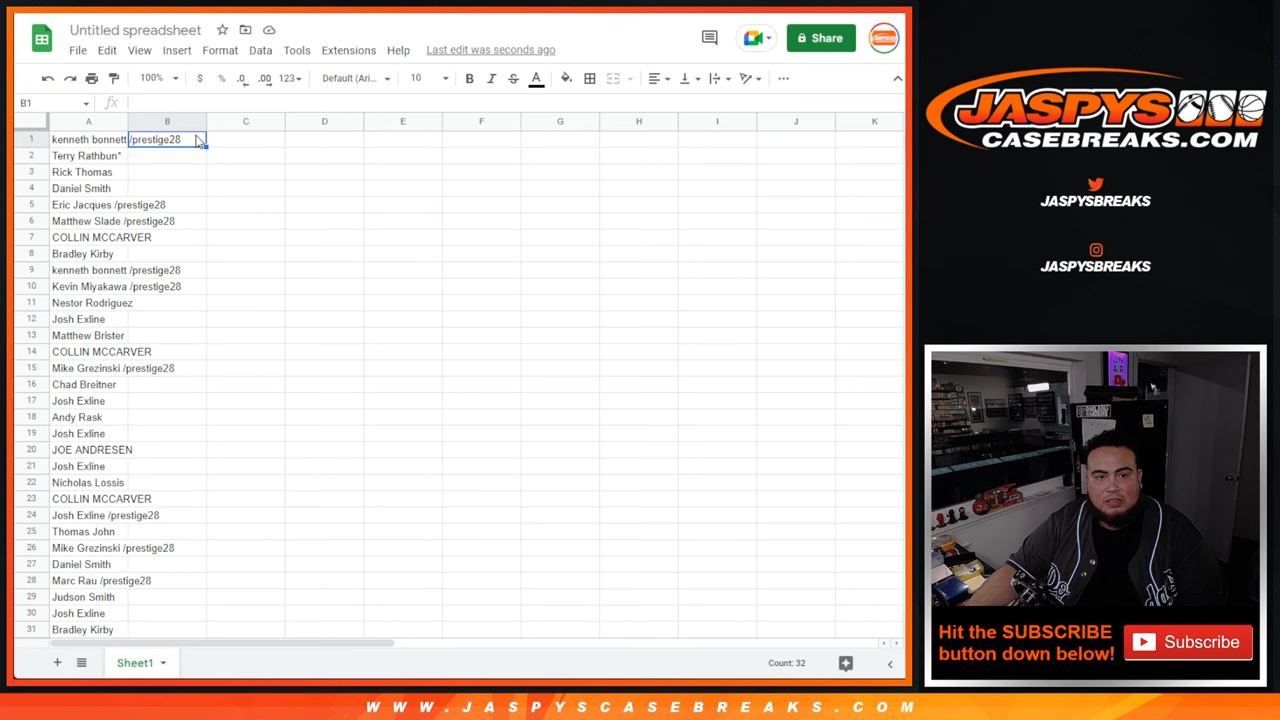 Untitled spreadsheet
File Edit View Format Data Tools Extensions Help Last edit was seconds ago
Share
100% $ % .0 .00 123 Default (Ari... 10 B I S A
B1 fx
A B C D E F G H I J K
1 kenneth bonnett /prestige28
2 Terry Rathbun*
3 Rick Thomas
4 Daniel Smith
5 Eric Jacques /prestige28
6 Matthew Slade /prestige28
7 COLLIN MCCARVER
8 Bradley Kirby
9 kenneth bonnett /prestige28
10 Kevin Miyakawa /prestige28
11 Nestor Rodriguez
12 Josh Exline
13 Matthew Brister
14 COLLIN MCCARVER
15 Mike Grezinski /prestige28
16 Chad Breitner
17 Josh Exline
18 Andy Rask
19 Josh Exline
20 JOE ANDRESEN
21 Josh Exline
22 Nicholas Lossis
23 COLLIN MCCARVER
24 Josh Exline /prestige28
25 Thomas John
26 Mike Grezinski /prestige28
27 Daniel Smith
28 Marc Rau /prestige28
29 Judson Smith
30 Josh Exline
31 Bradley Kirby
Sheet1
Count: 32
JASPYS
CASEBREAKS.COM
JASPYSBREAKS
JASPYSBREAKS
ON
AIR
Hit the SUBSCRIBE
button down below!
Subscribe
WWW.JASPYSCASEBREAKS.COM